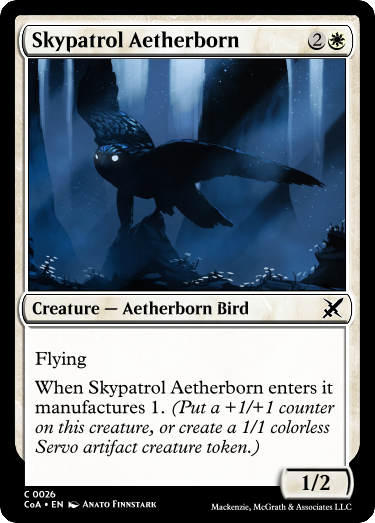 Skypatrol Aetherborn 2
Creature — Aetherborn Bird
Flying
When Skypatrol Aetherborn enters it
manufactures 1. (Put a +1/+1 counter
on this creature, or create a 1/1 colorless
Servo artifact creature token.)
1/2
C 0026
CoA • EN Anato Finnstark
Mackenzie, McGrath & Associates LLC